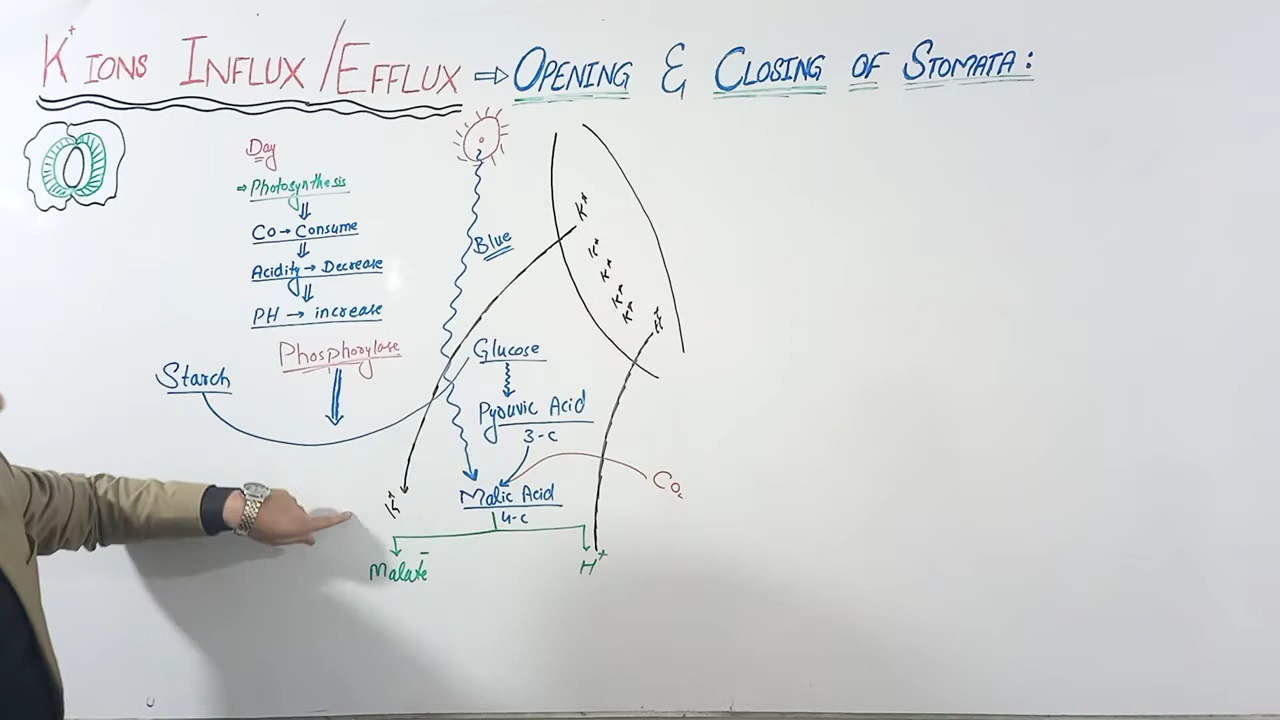 K+ IONS INFLUX/EFFLUX ⇒ OPENING & CLOSING OF STOMATA:
Day
⇒ Photosynthesis
⇓
CO → Consume
⇓
Acidity → Decrease
⇓
PH → increase
Phosphorylase
Starch
Blue
K+
K+
K+
K+
K+
Glucose
Pyruvic Acid
3-C
CO2
Malic Acid
4-C
K+
Malate-
H+